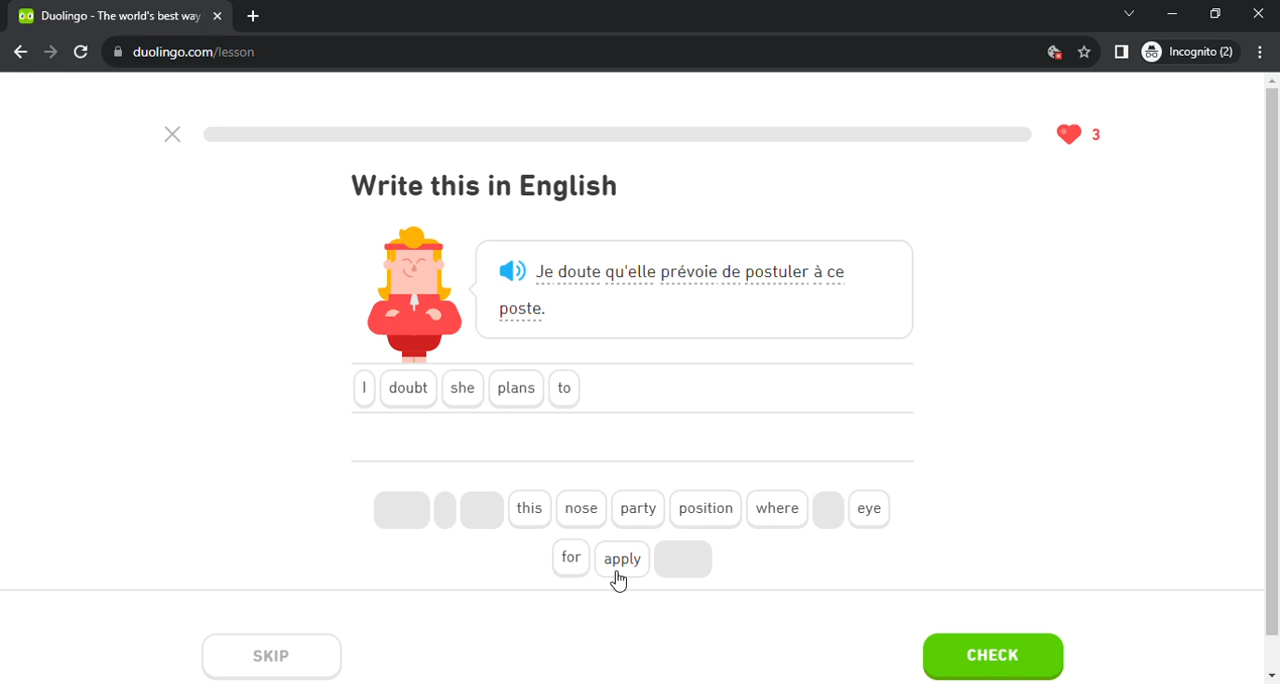 Duolingo - The world's best way
duolingo.com/lesson
Incognito (2)
3
Write this in English
Je doute qu'elle prévoie de postuler à ce
poste.
I doubt she plans to
this nose party position where eye
for apply
SKIP
CHECK